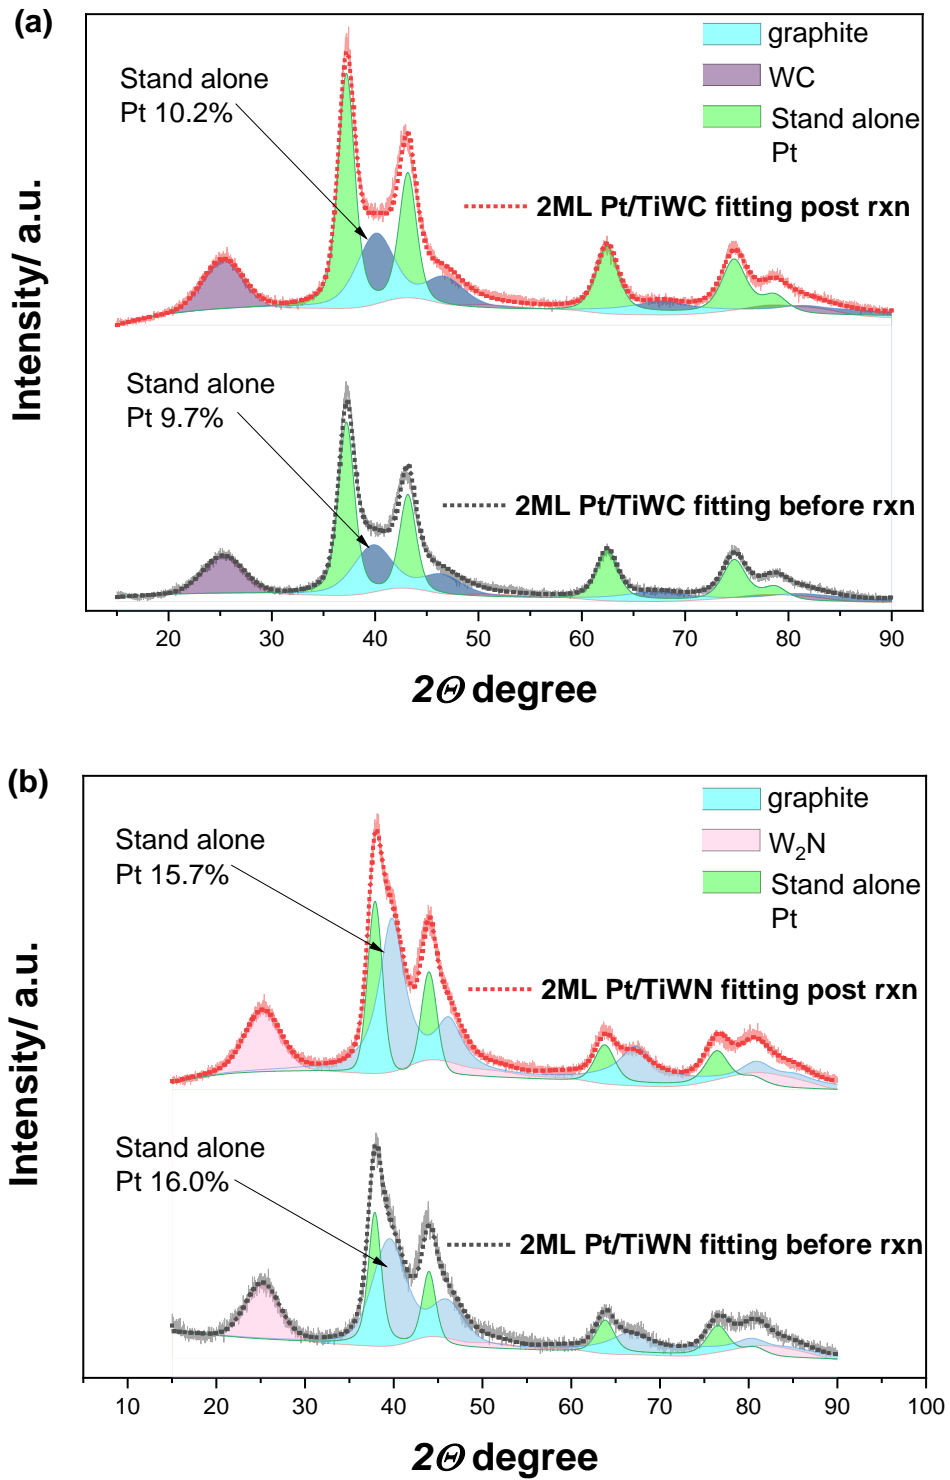 (a)
graphite
WC
Stand alone
Pt
Stand alone
Pt 10.2%
2ML Pt/TiWC fitting post rxn
Stand alone
Pt 9.7%
2ML Pt/TiWC fitting before rxn
Intensity/ a.u.
20 30 40 50 60 70 80 90
2Θ degree
(b)
graphite
W₂N
Stand alone
Pt
Stand alone
Pt 15.7%
2ML Pt/TiWN fitting post rxn
Stand alone
Pt 16.0%
2ML Pt/TiWN fitting before rxn
Intensity/ a.u.
10 20 30 40 50 60 70 80 90 100
2Θ degree